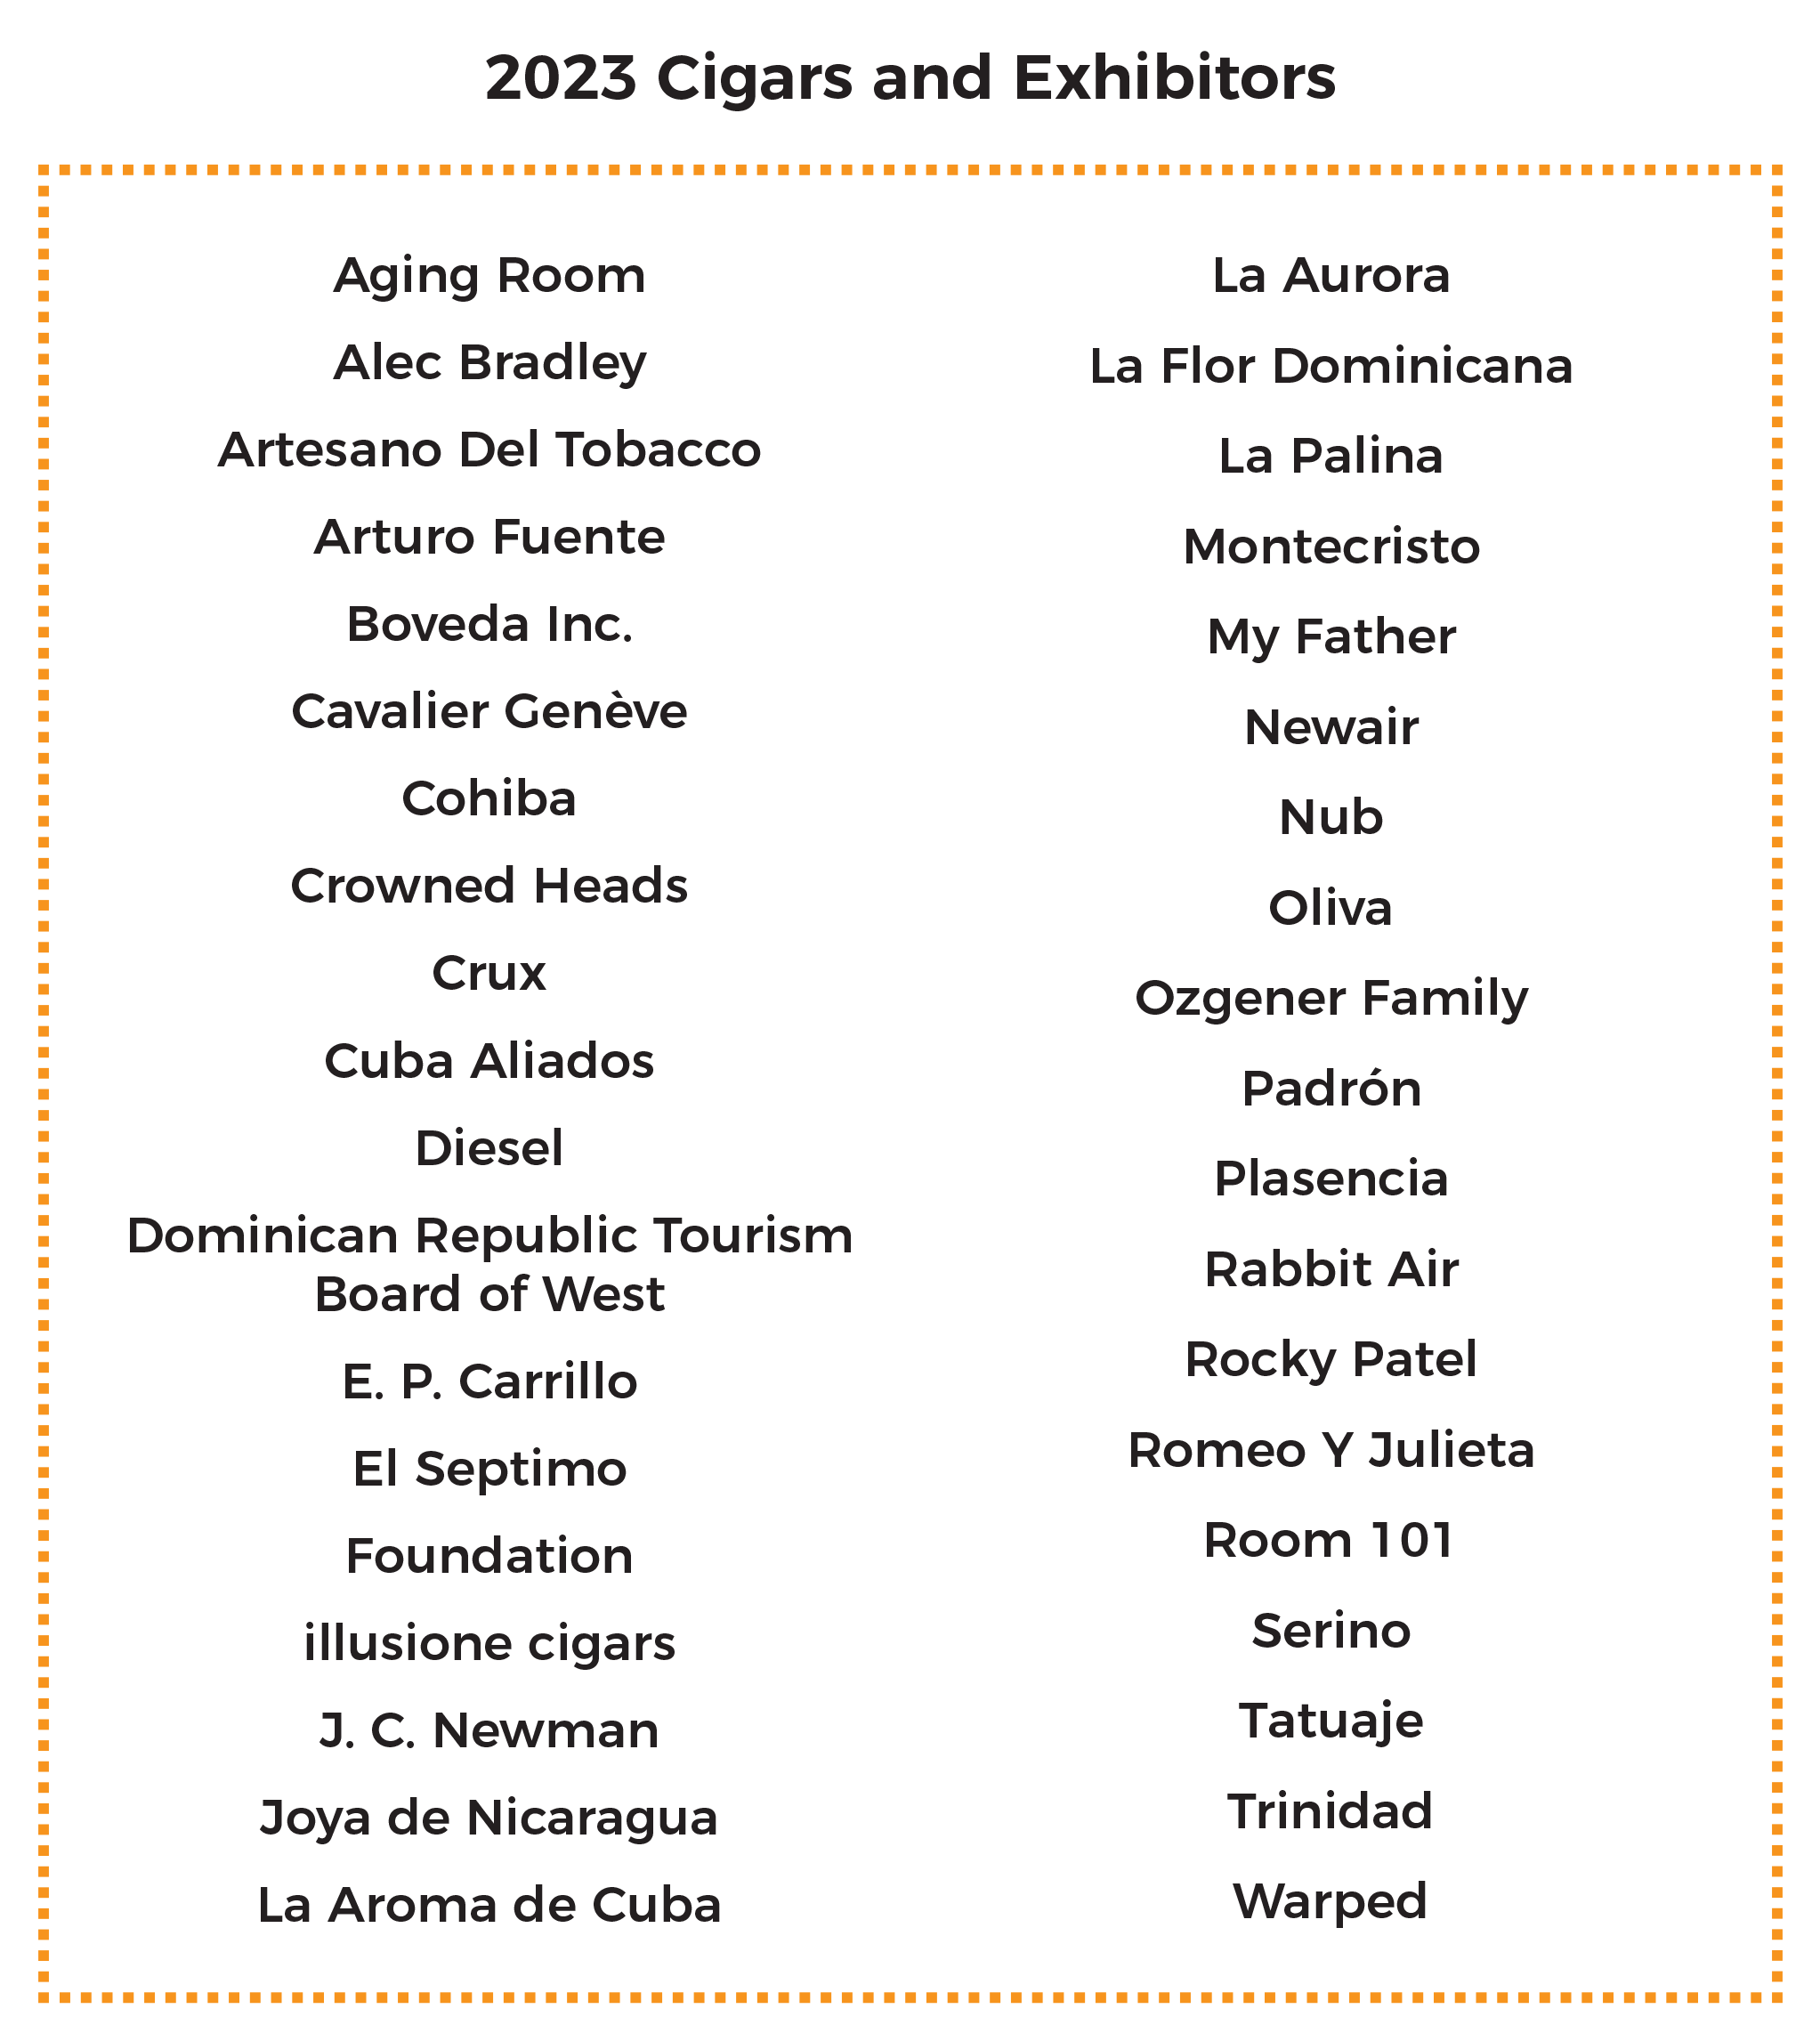 2023 Cigars and Exhibitors
Aging Room
Alec Bradley
Artesano Del Tobacco
Arturo Fuente
Boveda Inc.
Cavalier Genève
Cohiba
Crowned Heads
Crux
Cuba Aliados
Diesel
Dominican Republic Tourism
Board of West
E. P. Carrillo
El Septimo
Foundation
illusione cigars
J. C. Newman
Joya de Nicaragua
La Aroma de Cuba
La Aurora
La Flor Dominicana
La Palina
Montecristo
My Father
Newair
Nub
Oliva
Ozgener Family
Padrón
Plasencia
Rabbit Air
Rocky Patel
Romeo Y Julieta
Room 101
Serino
Tatuaje
Trinidad
Warped